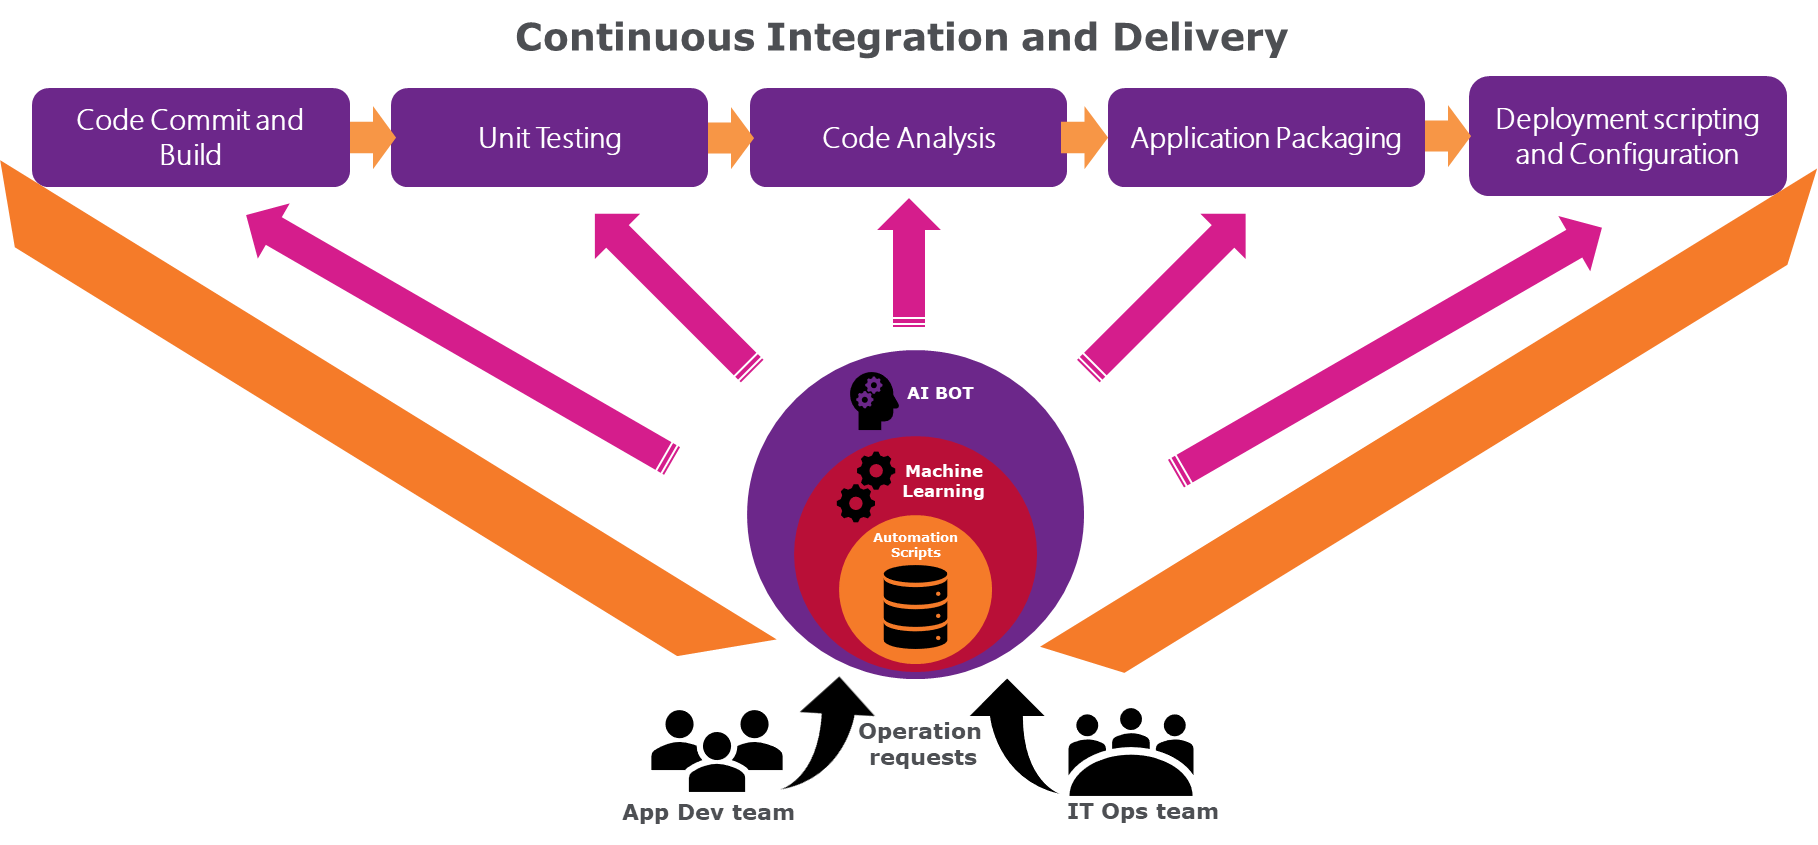 Continuous Integration and Delivery
Code Commit and
Build
Unit Testing
Code Analysis
Application Packaging
Deployment scripting
and Configuration
AI BOT
Machine
Learning
Automation
Scripts
Operation
requests
App Dev team
IT Ops team